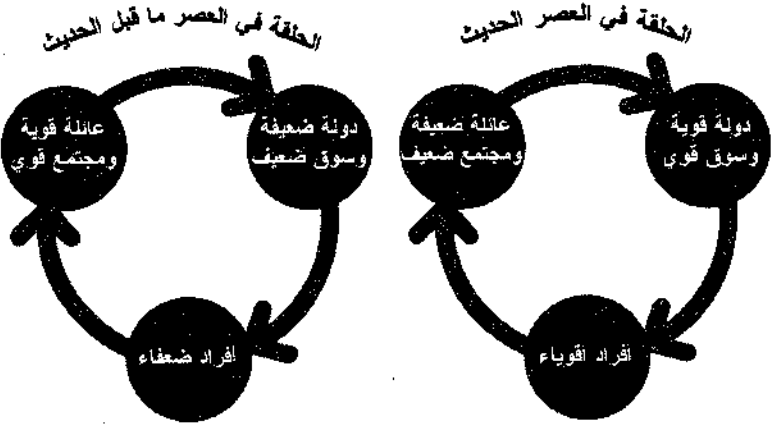 الحلقة في العصر الحديث
دولة قوية
وسوق قوي
عائلة ضعيفة
ومجتمع ضعيف
أفراد أقوياء
الحلقة في العصر ما قبل الحديث
دولة ضعيفة
وسوق ضعيف
عائلة قوية
ومجتمع قوي
إفراد ضعفاء